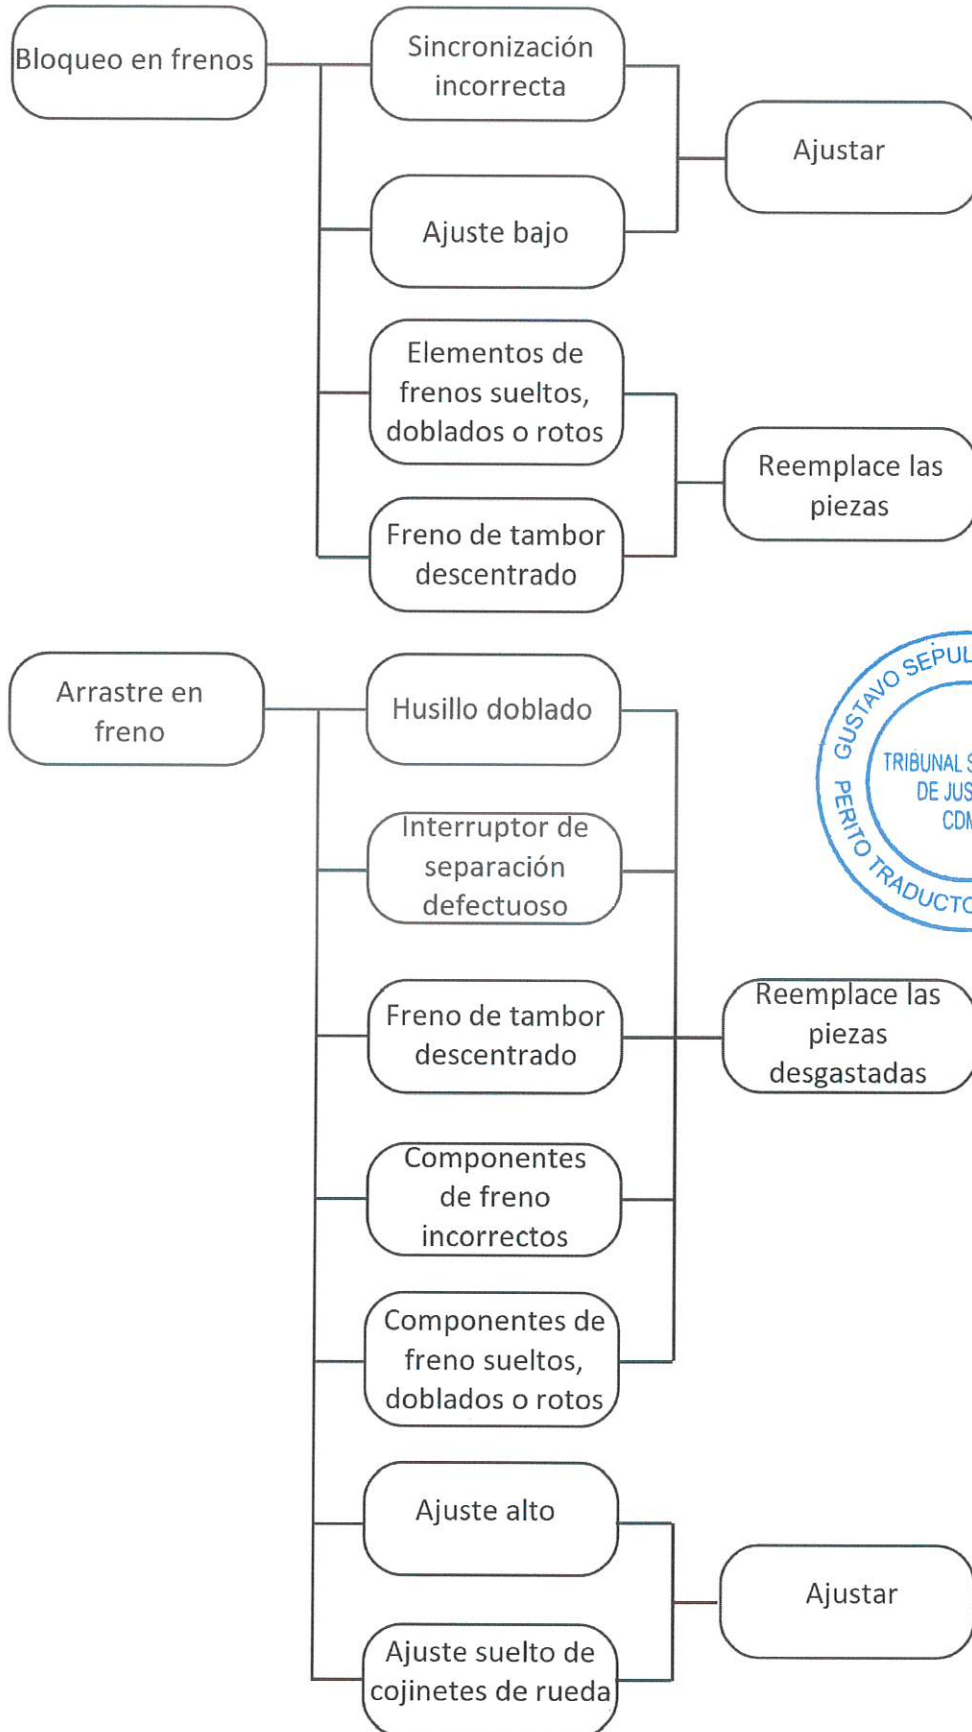 Bloqueo en frenos
Sincronización
incorrecta
Ajustar
Ajuste bajo
Elementos de
frenos sueltos,
doblados o rotos
Reemplace las
piezas
Freno de tambor
descentrado
Arrastre en
freno
Husillo doblado
GUSTAVO SEPUL
TRIBUNAL S
DE JUS
CDM
PERITO TRADUCTO
Interruptor de
separación
defectuoso
Freno de tambor
descentrado
Reemplace las
piezas
desgastadas
Componentes
de freno
incorrectos
Componentes de
freno sueltos,
doblados o rotos
Ajuste alto
Ajustar
Ajuste suelto de
cojinetes de rueda